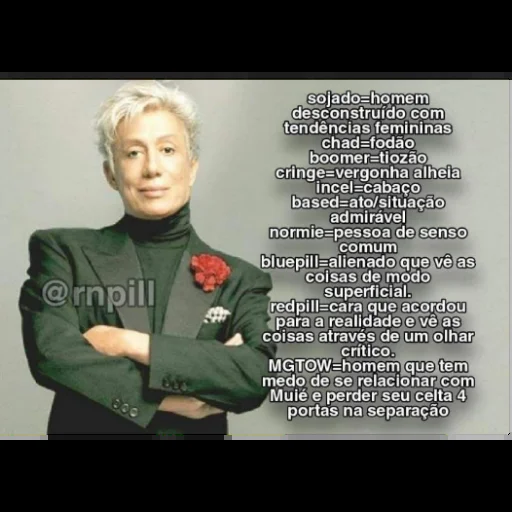 sojado=homem
desconstruído com
tendências femininas
chad=fodão
boomer=tiozão
cringe=vergonha alheia
incel=cabaço
based=ato/situação
admirável
normie=pessoa de senso
comum
bluepill=alienado que vê as
coisas de modo
superficial.
redpill=cara que acordou
para a realidade e vê as
coisas através de um olhar
crítico.
MGTOW=homem que tem
medo de se relacionar com
Muié e perder seu celta 4
portas na separação
@rnpill